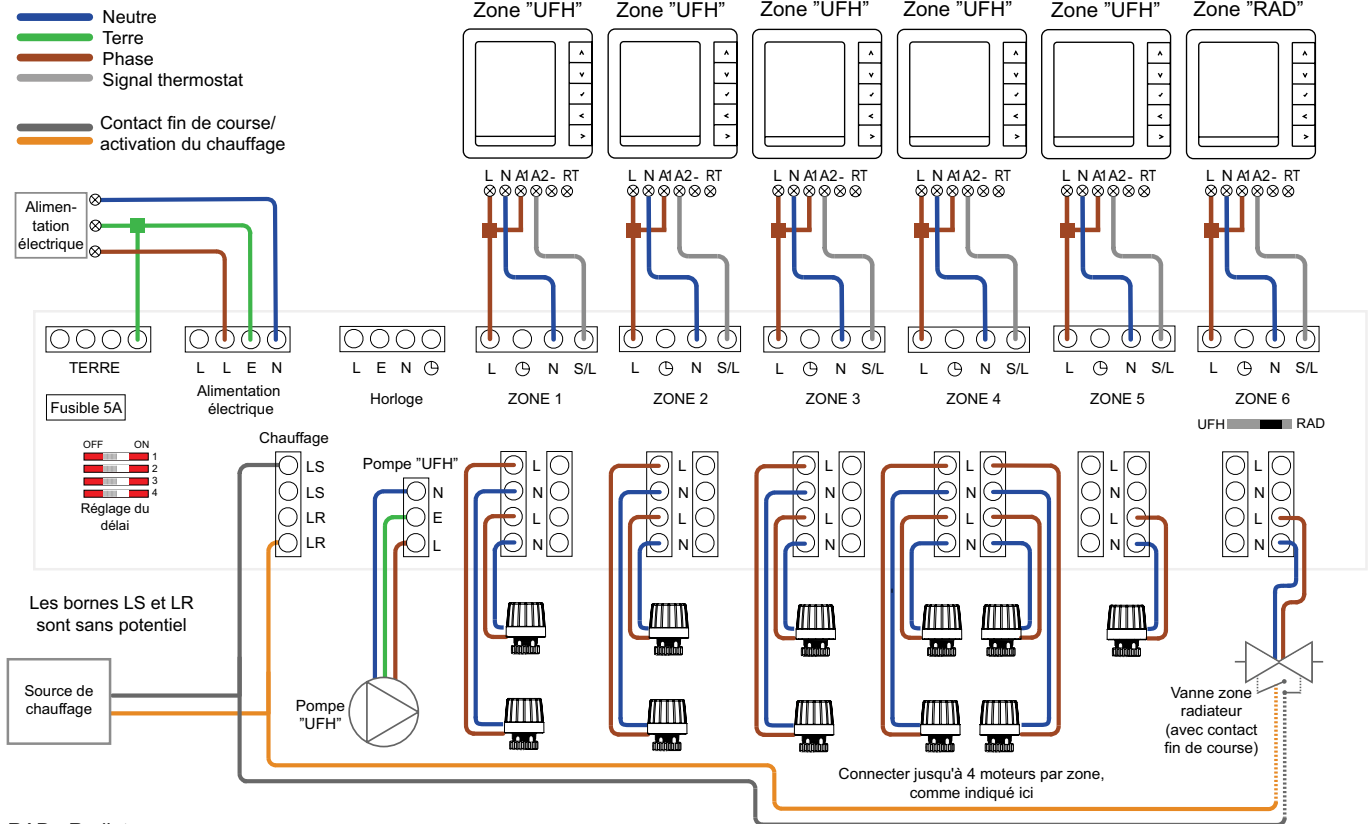 Zone "UFH" Zone "UFH" Zone "UFH" Zone "UFH" Zone "UFH" Zone "RAD"
Neutre
Terre
Phase
Signal thermostat
Contact fin de course/
activation du chauffage
L N A1 A2 - RT L N A1 A2 - RT L N A1 A2 - RT L N A1 A2 - RT L N A1 A2 - RT L N A1 A2 - RT
Alimen-
tation
électrique
TERRE
L L E N
Alimentation
électrique
L E N
Horloge
L N S/L
ZONE 1
L N S/L
ZONE 2
L N S/L
ZONE 3
L N S/L
ZONE 4
L N S/L
ZONE 5
L N S/L
ZONE 6
UFH RAD
Fusible 5A
OFF ON
1
2
3
4
Réglage du
délai
Chauffage
LS
LS
LR
LR
Pompe "UFH"
N
E
L
L
N
L
N
L
N
L
N
L
N
L
N
L
N
L
N
L
N
L
N
L
N
L
N
Les bornes LS et LR
sont sans potentiel
Source de
chauffage
Pompe
"UFH"
Vanne zone
radiateur
(avec contact
fin de course)
Connecter jusqu'à 4 moteurs par zone,
comme indiqué ici